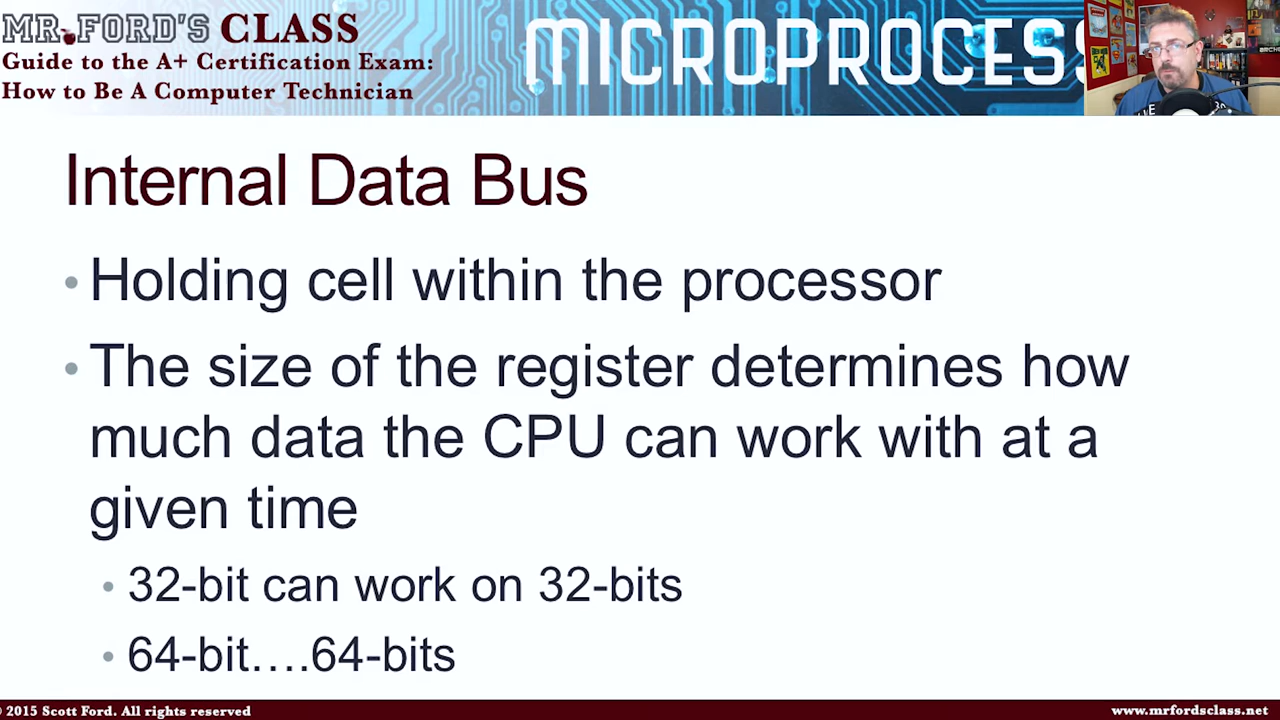 MR.FORD'S CLASS
Guide to the A+ Certification Exam:
How to Be A Computer Technician
MICROPROCESS
Internal Data Bus
• Holding cell within the processor
• The size of the register determines how
much data the CPU can work with at a
given time
• 32-bit can work on 32-bits
• 64-bit….64-bits
© 2015 Scott Ford. All rights reserved
www.mrfordsclass.net